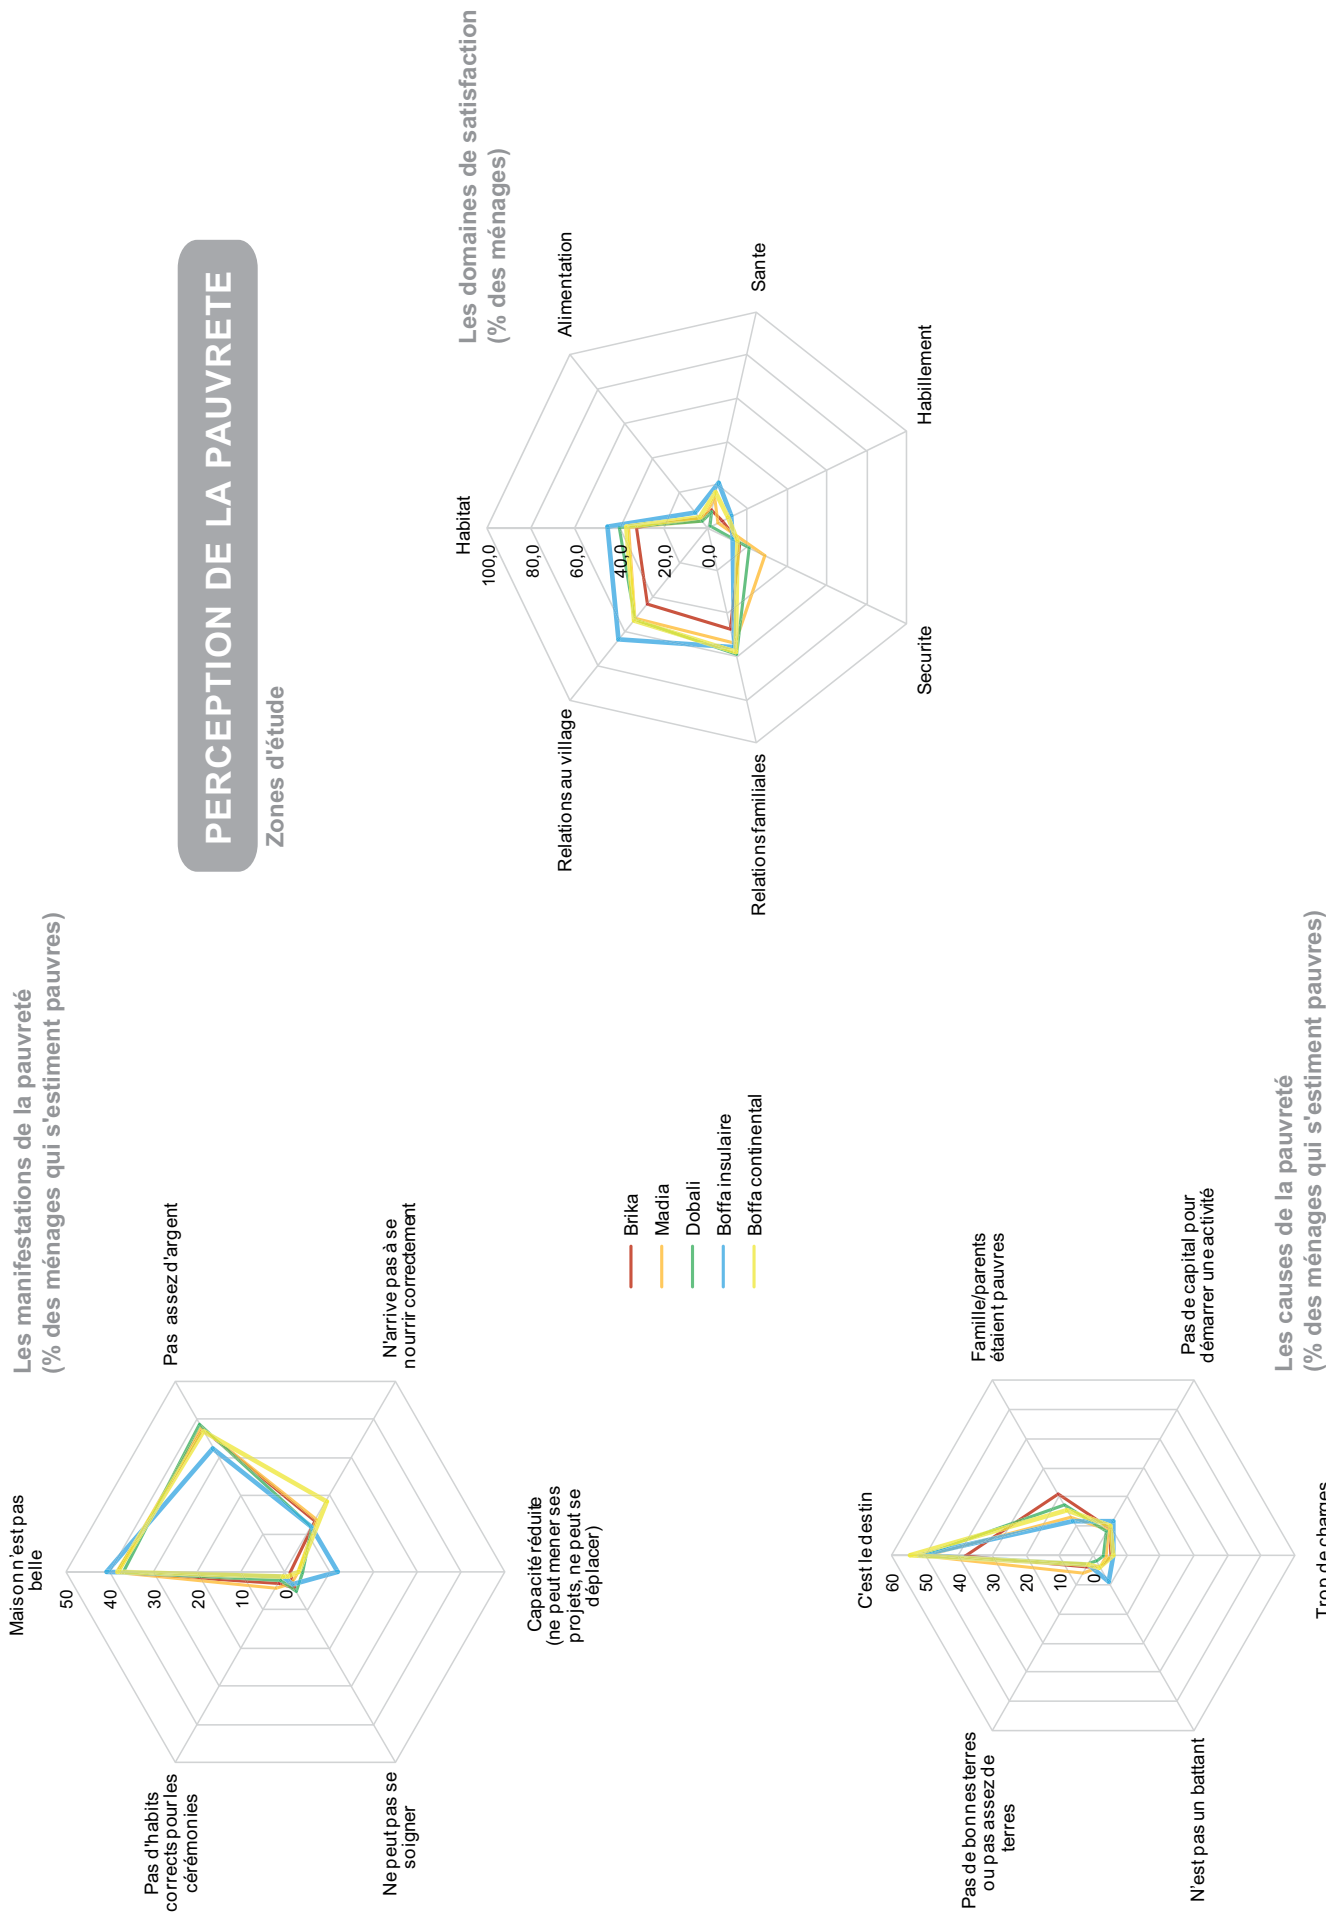 PERCEPTION DE LA PAUVRETE
Zones d'étude
Les manifestations de la pauvreté
(% des ménages qui s'estiment pauvres)
Maison n'est pas
belle
50
40
30
20
10
0
Pas assez d'argent
N'arrive pas à se
nourrir correctement
Capacité réduite
(ne peut mener ses
projets, ne peut se
déplacer)
Ne peut pas se
soigner
Pas d'habits
corrects pour les
cérémonies
Les domaines de satisfaction
(% des ménages)
Habitat
100,0
80,0
60,0
40,0
20,0
0,0
Alimentation
Sante
Habillement
Securite
Relations familiales
Relations au village
Brika
Madia
Dobali
Boffa insulaire
Boffa continental
C'est le destin
60
50
40
30
20
10
0
Famille/parents
étaient pauvres
Pas de capital pour
démarrer une activité
Trop de charges
N'est pas un battant
Pas de bonnes terres
ou pas assez de
terres
Les causes de la pauvreté
(% des ménages qui s'estiment pauvres)